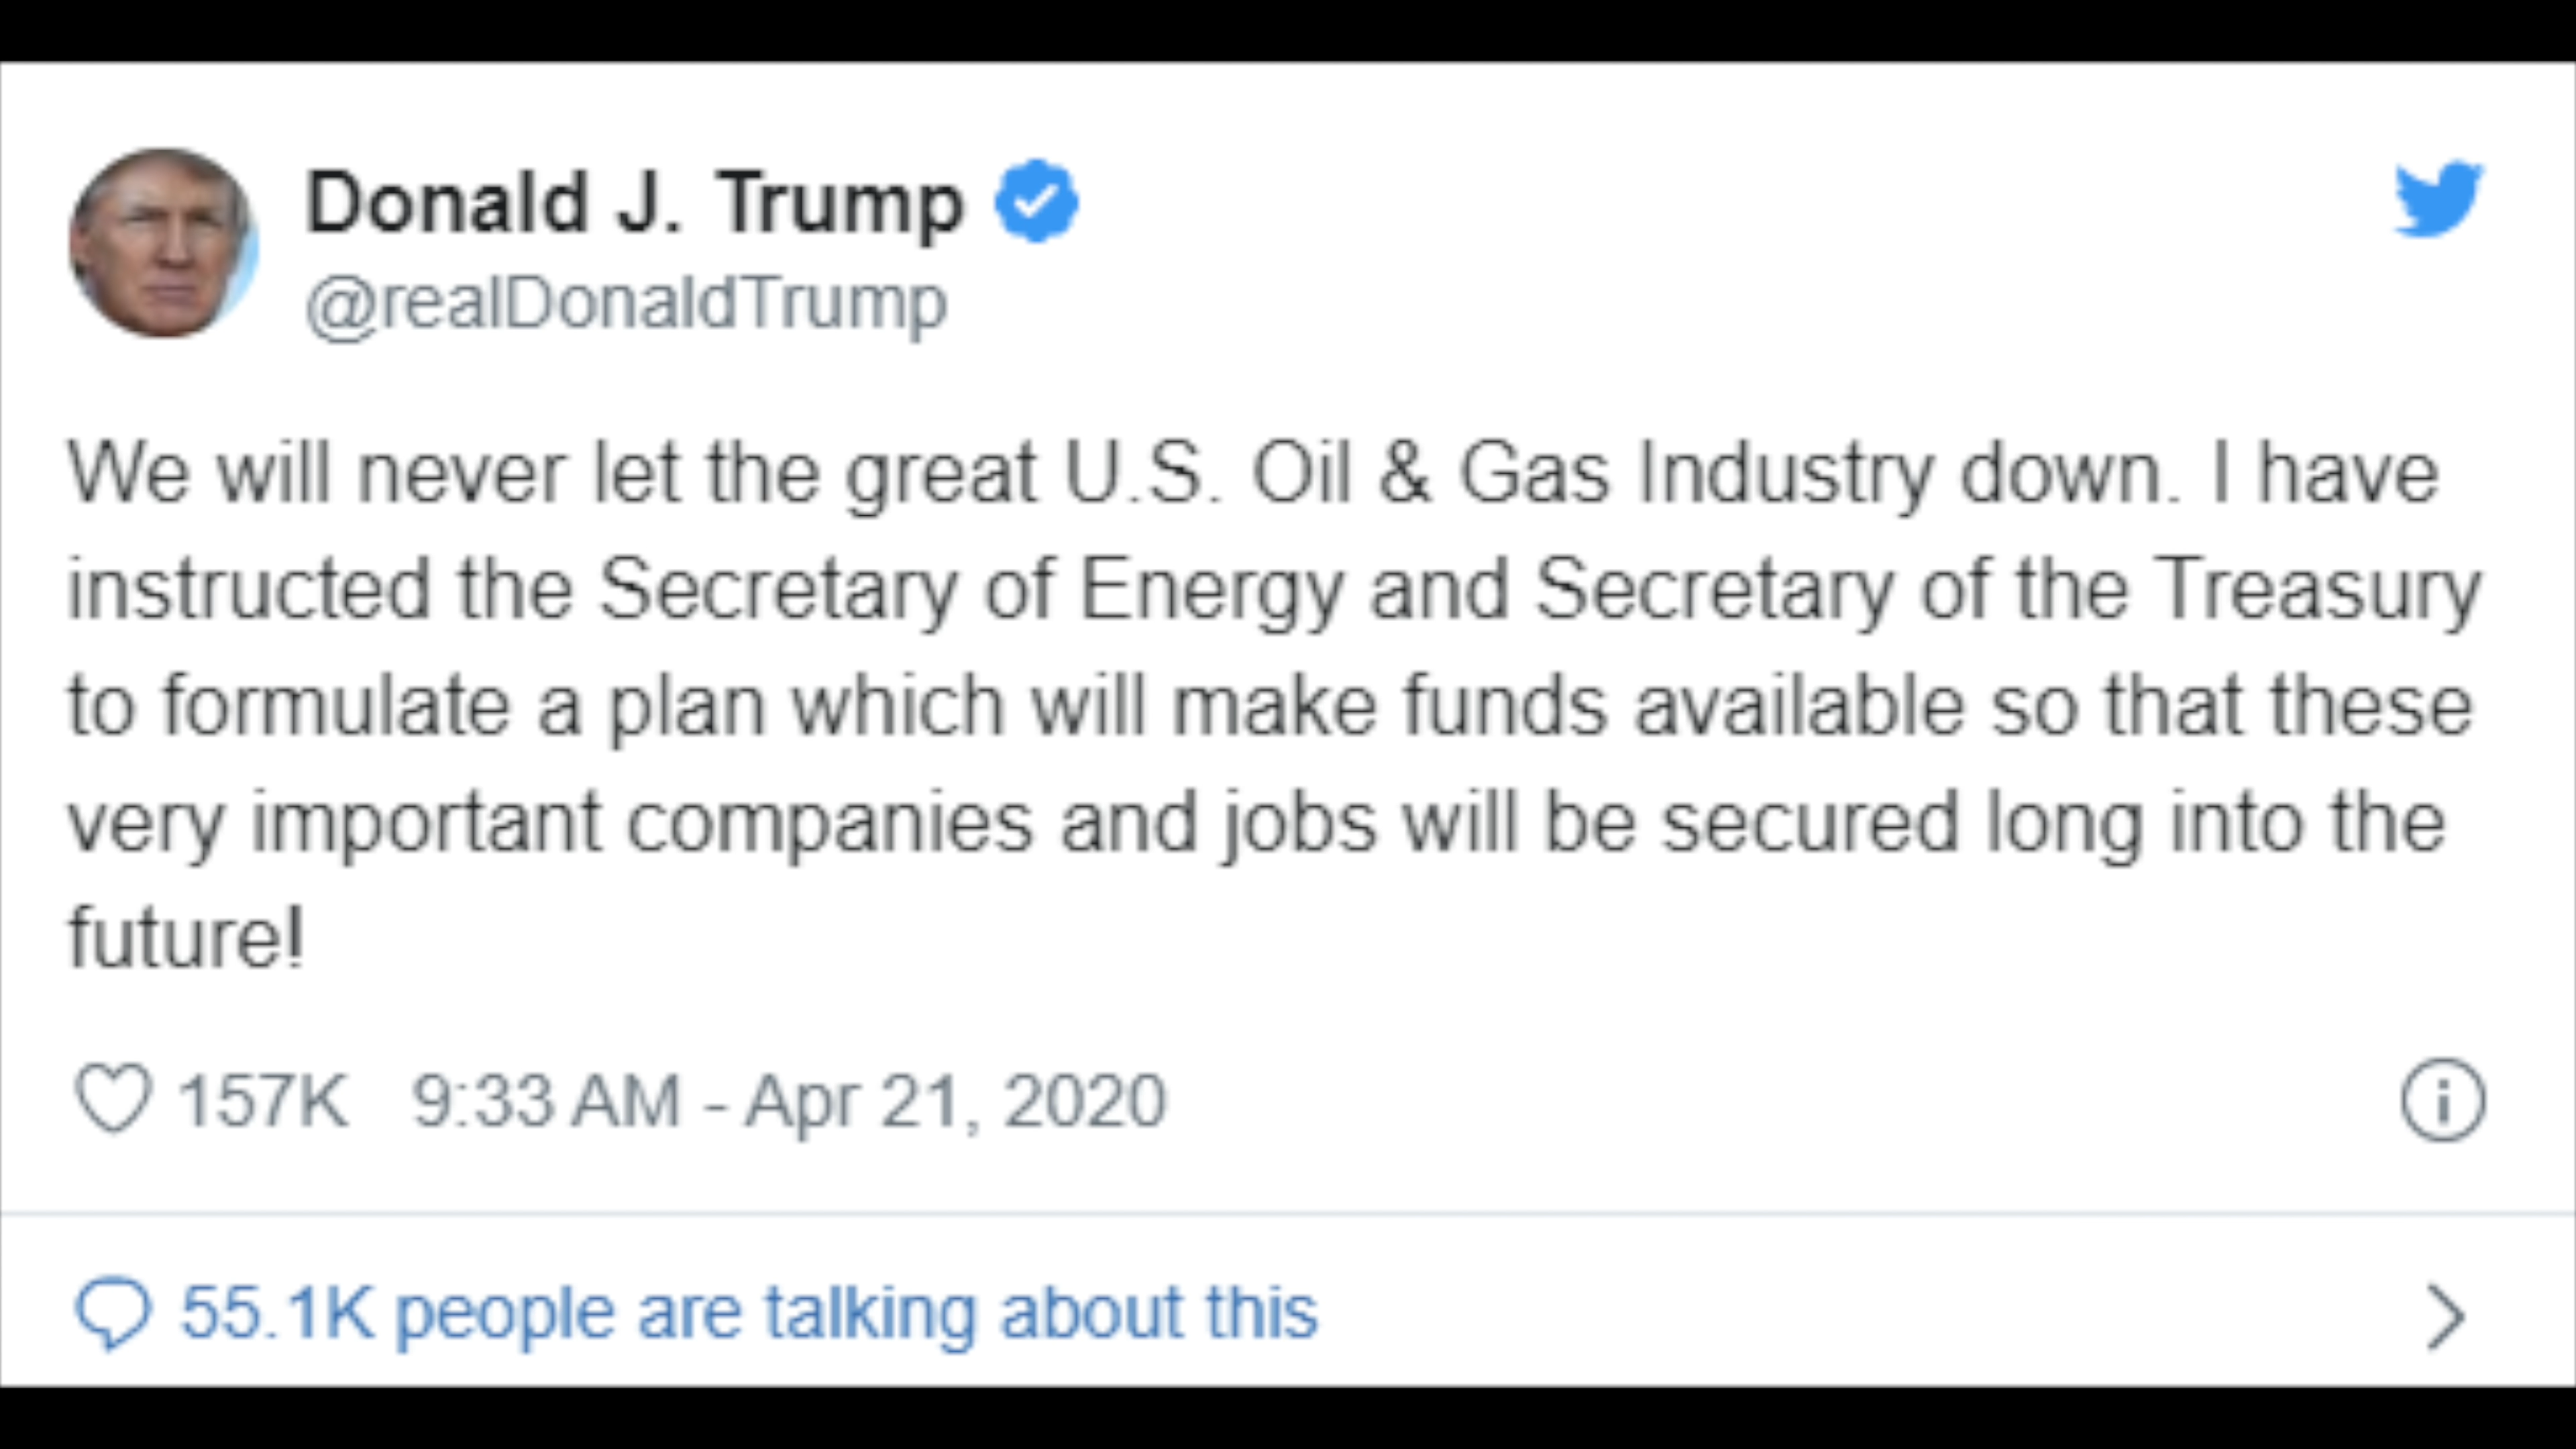 Donald J. Trump
@realDonaldTrump
We will never let the great U.S. Oil & Gas Industry down. I have
instructed the Secretary of Energy and Secretary of the Treasury
to formulate a plan which will make funds available so that these
very important companies and jobs will be secured long into the
future!
157K 9:33 AM - Apr 21, 2020
55.1K people are talking about this